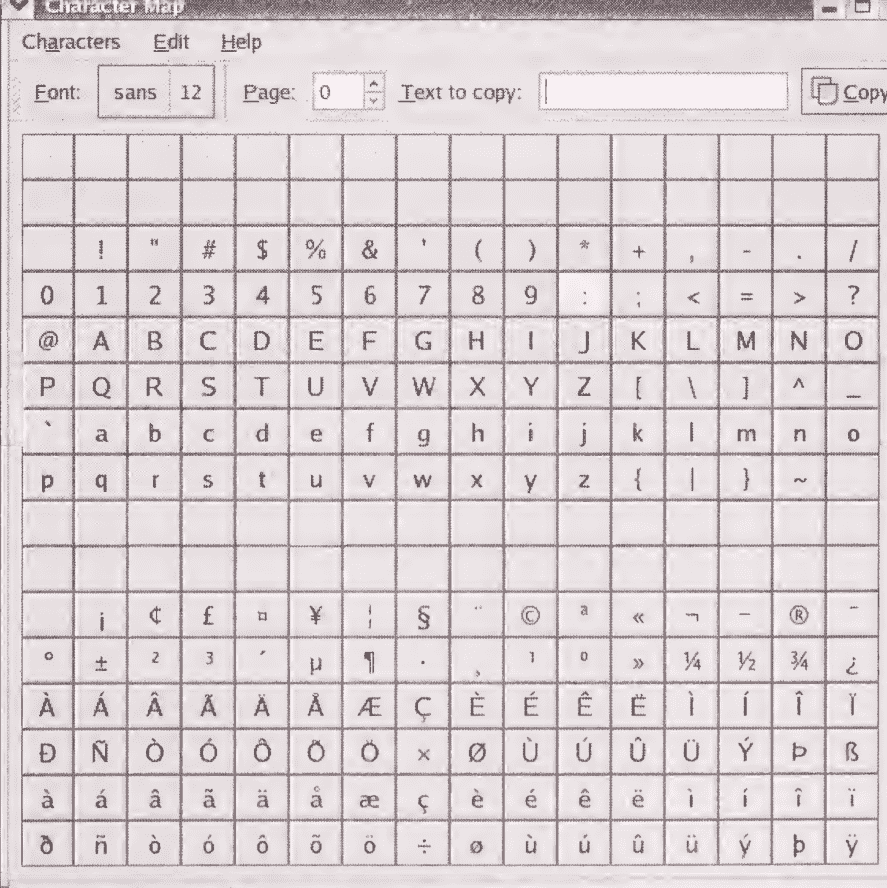 Character Map
Characters Edit Help
Font: sans 12 Page: 0 Text to copy: Copy
! " # $ % & ' ( ) * + , - . /
0 1 2 3 4 5 6 7 8 9 : ; < = > ?
@ A B C D E F G H I J K L M N O
P Q R S T U V W X Y Z [ \ ] ^ _
` a b c d e f g h i j k l m n o
p q r s t u v w x y z { | } ~
¡ ¢ £ ¤ ¥ ¦ § ¨ © ª « ¬ - ® ¯
° ± ² ³ ´ µ ¶ · ¸ ¹ º » ¼ ½ ¾ ¿
À Á Â Ã Ä Å Æ Ç È É Ê Ë Ì Í Î Ï
Ð Ñ Ò Ó Ô Õ Ö × Ø Ù Ú Û Ü Ý Þ ß
à á â ã ä å æ ç è é ê ë ì í î ï
ð ñ ò ó ô õ ö ÷ ø ù ú û ü ý þ ÿ